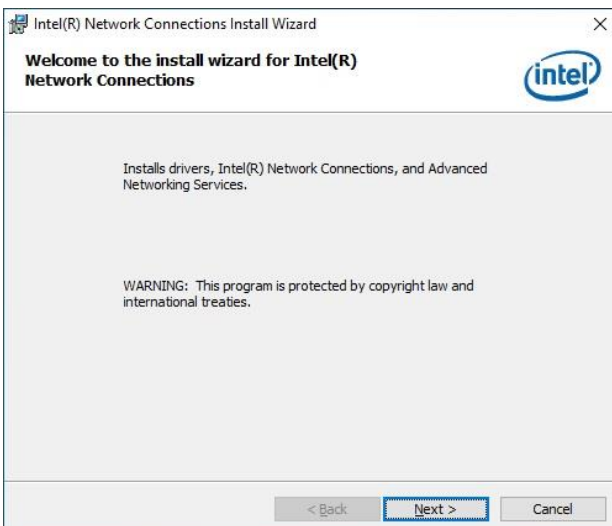 Intel(R) Network Connections Install Wizard
Welcome to the install wizard for Intel(R)
Network Connections
intel
Installs drivers, Intel(R) Network Connections, and Advanced
Networking Services.
WARNING: This program is protected by copyright law and
international treaties.
< Back Next > Cancel